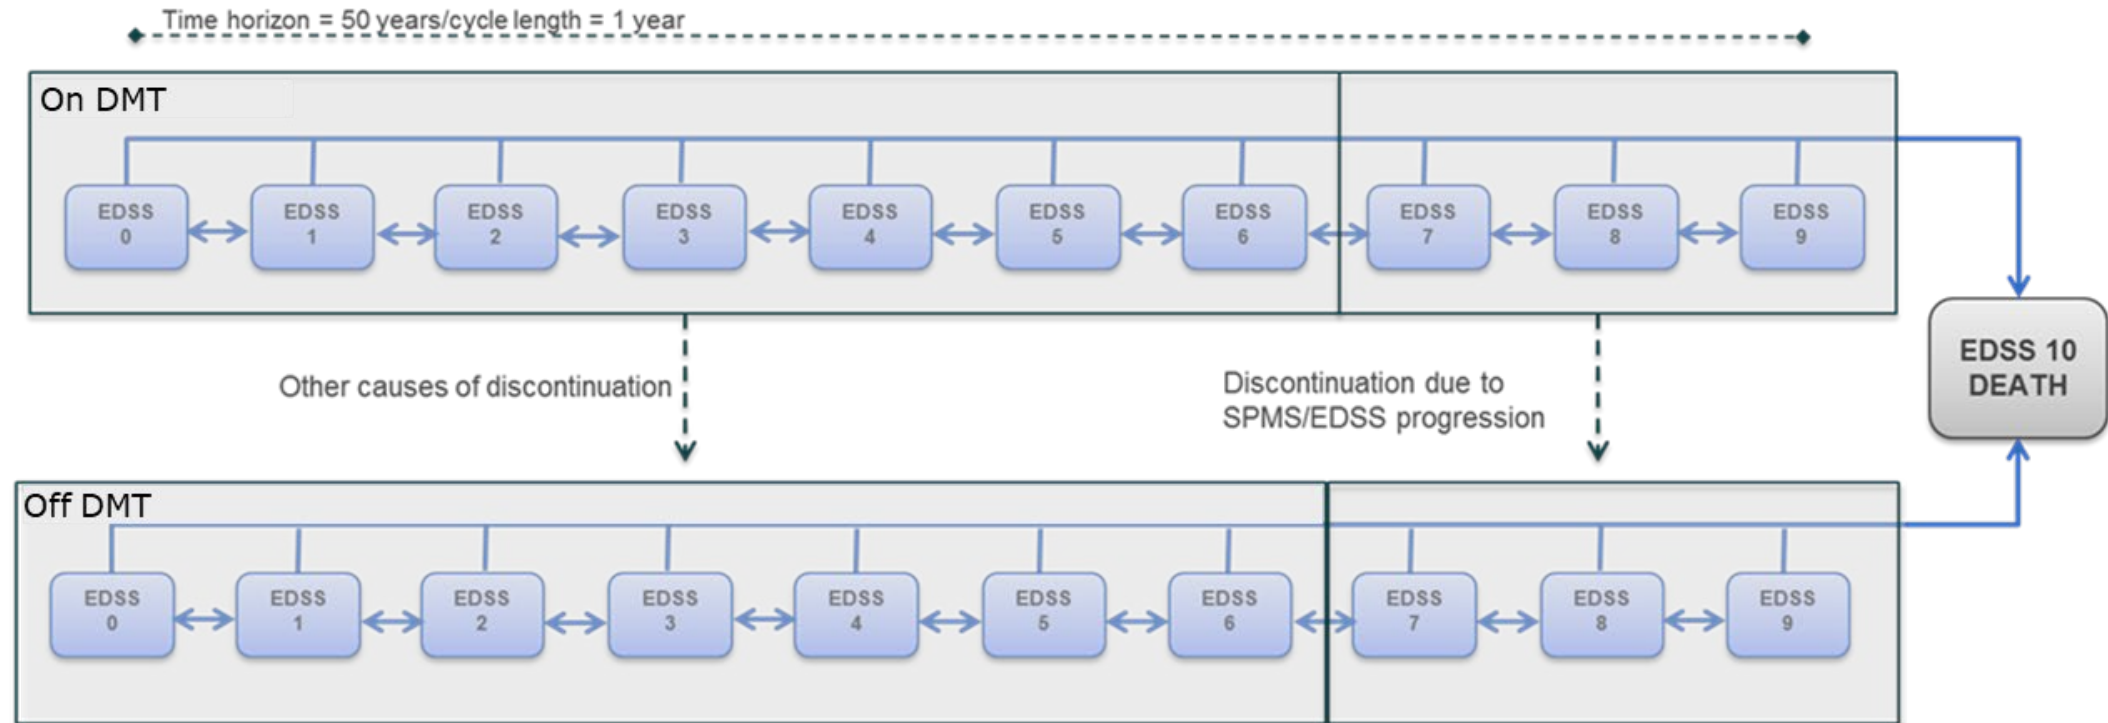 Time horizon = 50 years/cycle length = 1 year
On DMT
EDSS
0
EDSS
1
EDSS
2
EDSS
3
EDSS
4
EDSS
5
EDSS
6
EDSS
7
EDSS
8
EDSS
9
EDSS 10
DEATH
Other causes of discontinuation
Discontinuation due to
SPMS/EDSS progression
Off DMT
EDSS
0
EDSS
1
EDSS
2
EDSS
3
EDSS
4
EDSS
5
EDSS
6
EDSS
7
EDSS
8
EDSS
9